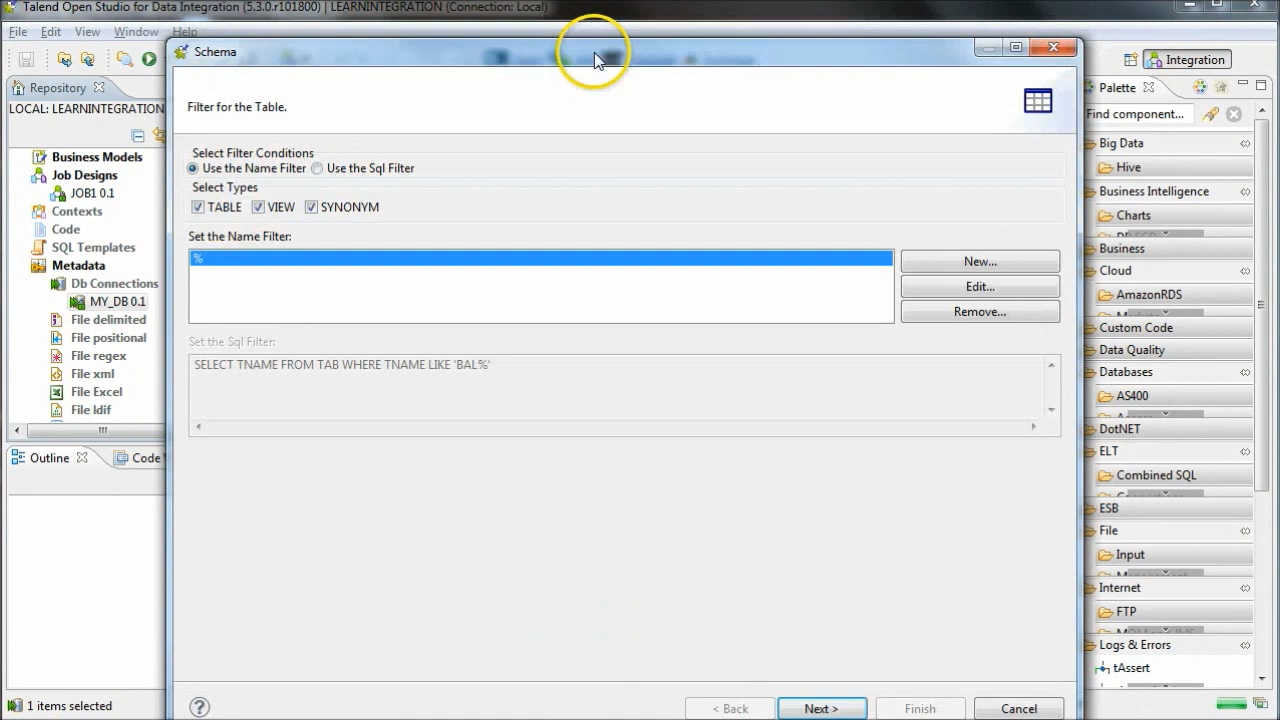 Talend Open Studio for Data Integration (5.3.0.r101800) | LEARNINTEGRATION (Connection: Local)
File Edit View Window Help
Schema
Integration
Repository
Palette
LOCAL: LEARNINTEGRATION
Filter for the Table.
Find component...
Big Data
Hive
Business Intelligence
Charts
Business
Cloud
AmazonRDS
Custom Code
Data Quality
Databases
AS400
DotNET
ELT
Combined SQL
ESB
File
Input
Internet
FTP
Logs & Errors
tAssert
Business Models
Job Designs
JOB1 0.1
Contexts
Code
SQL Templates
Metadata
Db Connections
MY_DB 0.1
File delimited
File positional
File regex
File xml
File Excel
File ldif
Outline
Code
Select Filter Conditions
Use the Name Filter Use the Sql Filter
Select Types
TABLE VIEW SYNONYM
Set the Name Filter:
%
New...
Edit...
Remove...
Set the Sql Filter:
SELECT TNAME FROM TAB WHERE TNAME LIKE 'BAL%'
?
< Back Next > Finish Cancel
1 items selected